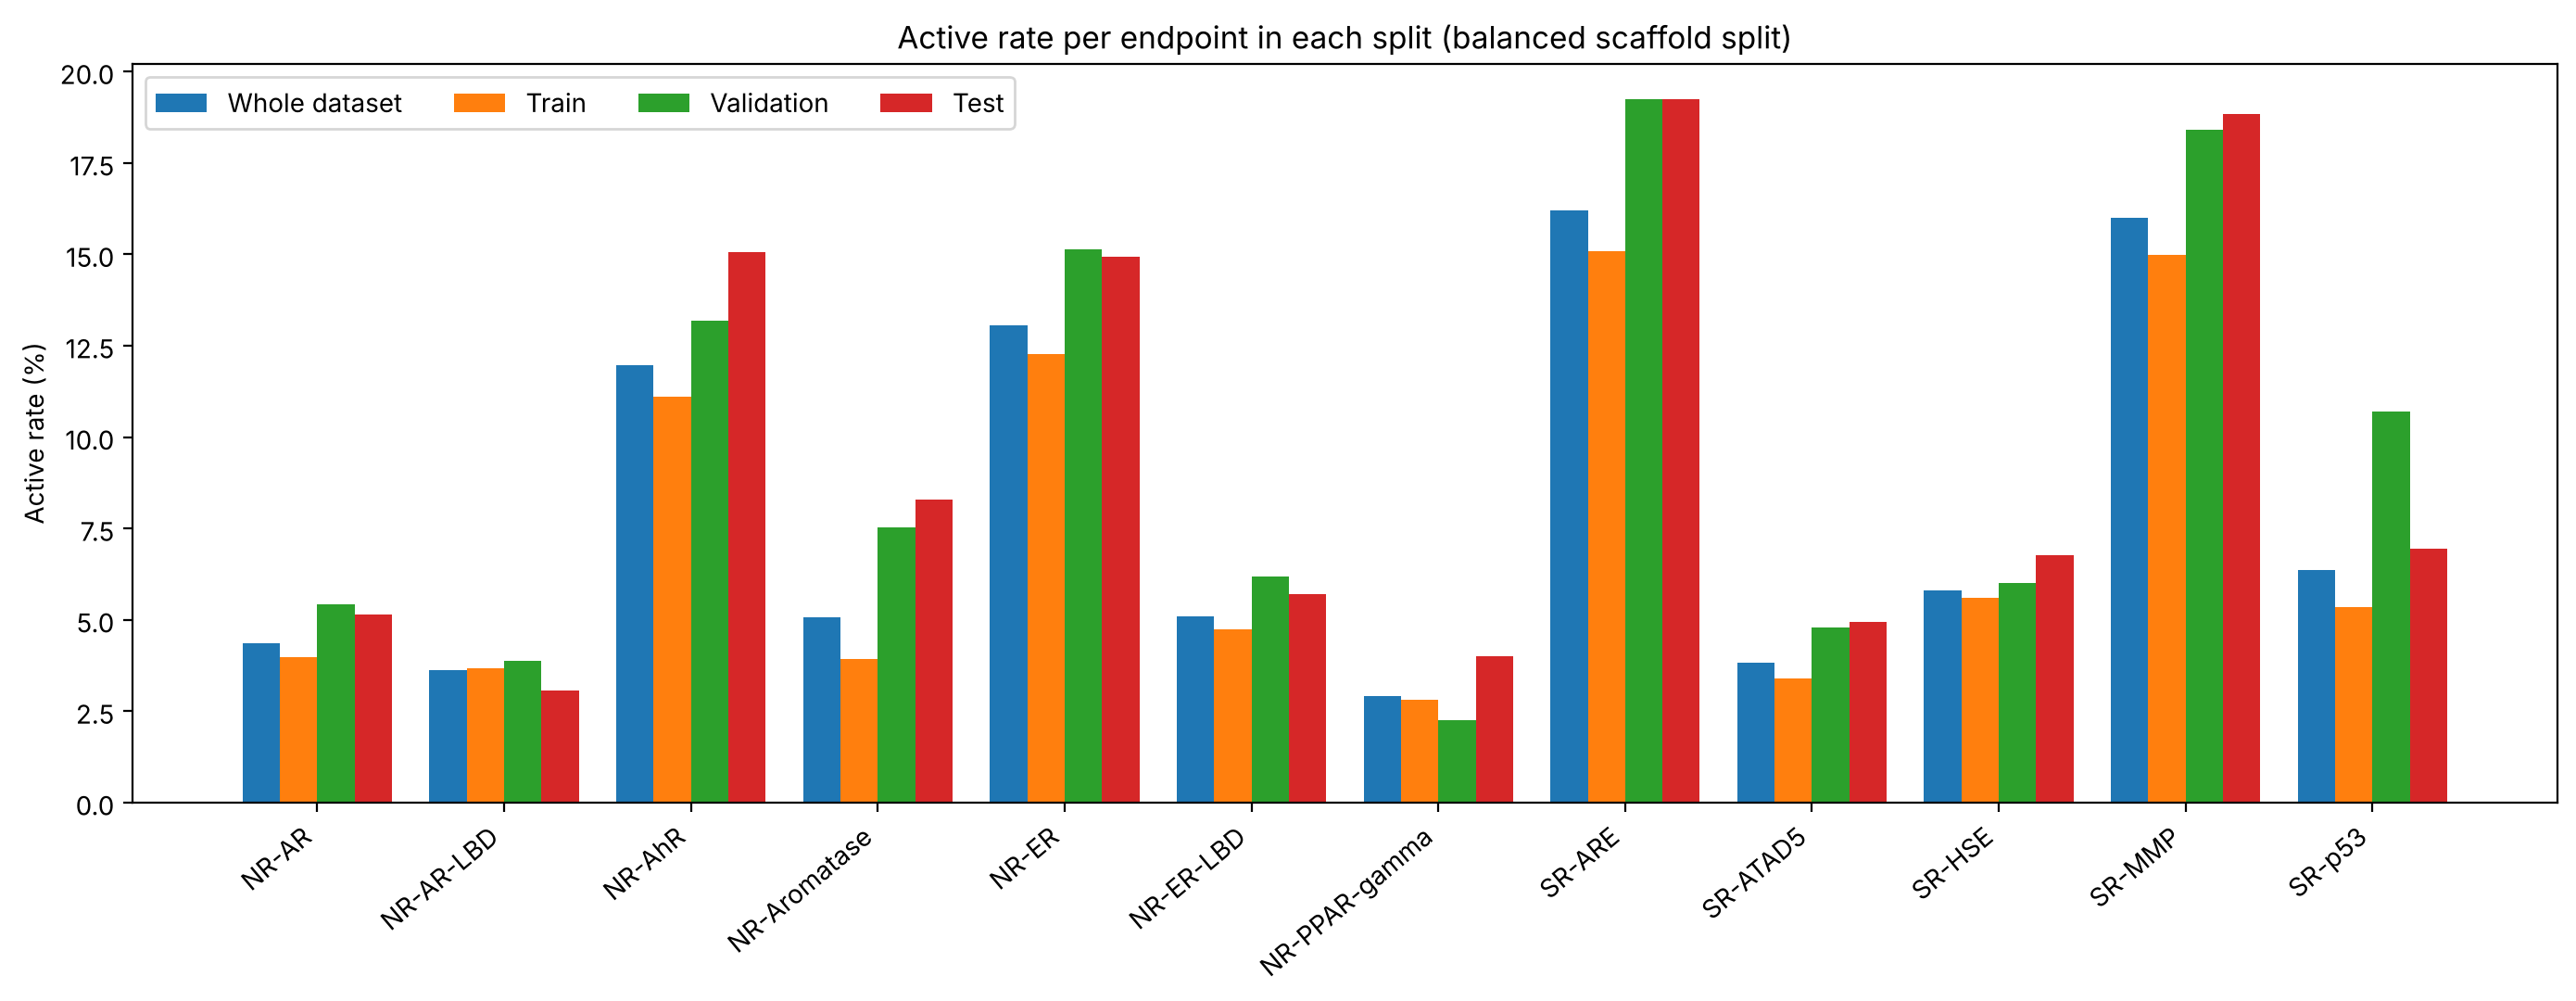 Active rate per endpoint in each split (balanced scaffold split)
Whole dataset Train Validation Test
Active rate (%)
20.0
17.5
15.0
12.5
10.0
7.5
5.0
2.5
0.0
NR-AR
NR-AR-LBD
NR-AhR
NR-Aromatase
NR-ER
NR-ER-LBD
NR-PPAR-gamma
SR-ARE
SR-ATAD5
SR-HSE
SR-MMP
SR-p53